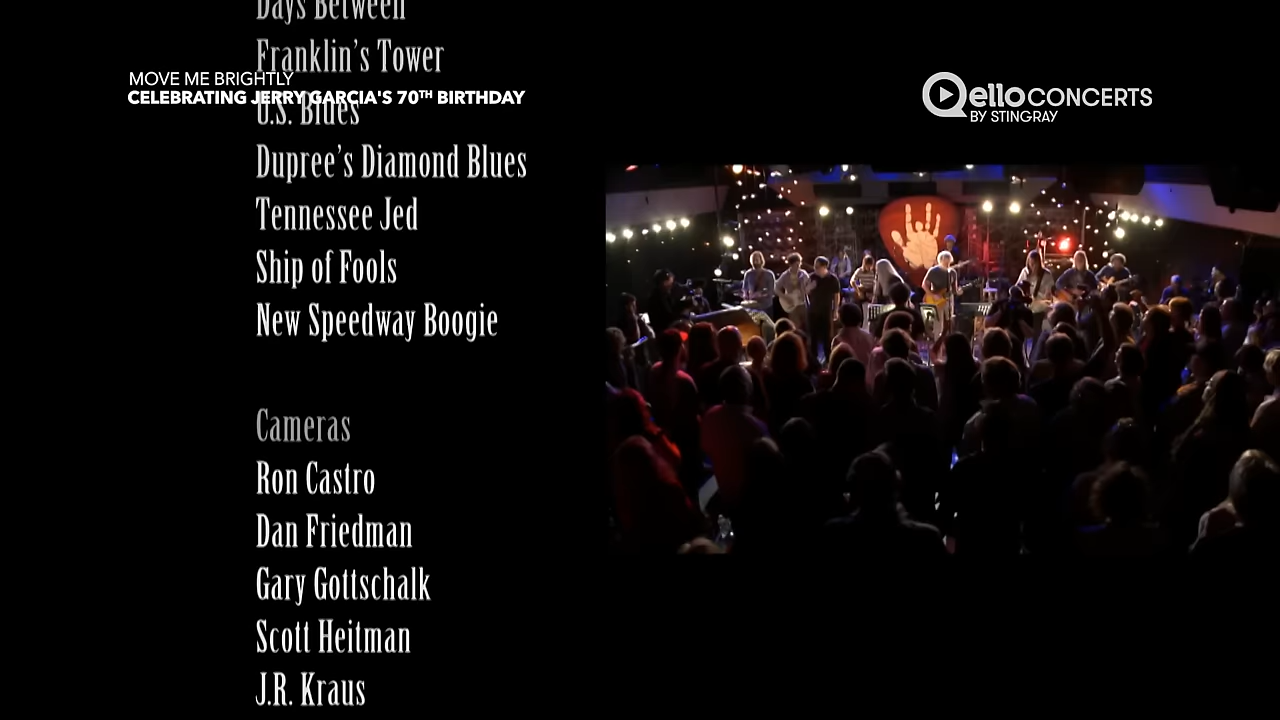 Days Between
Franklin's Tower
MOVE ME BRIGHTLY
CELEBRATING JERRY GARCIA'S 70TH BIRTHDAY
U.S. Blues
Dupree's Diamond Blues
Tennessee Jed
Ship of Fools
New Speedway Boogie
Cameras
Ron Castro
Dan Friedman
Gary Gottschalk
Scott Heitman
J.R. Kraus
Qello CONCERTS
BY STINGRAY